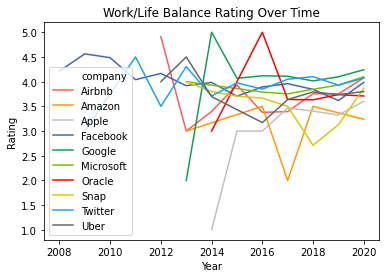 Work/Life Balance Rating Over Time
5.0
4.5
4.0
3.5
3.0
2.5
2.0
1.5
1.0
Rating
company
Airbnb
Amazon
Apple
Facebook
Google
Microsoft
Oracle
Snap
Twitter
Uber
2008 2010 2012 2014 2016 2018 2020
Year